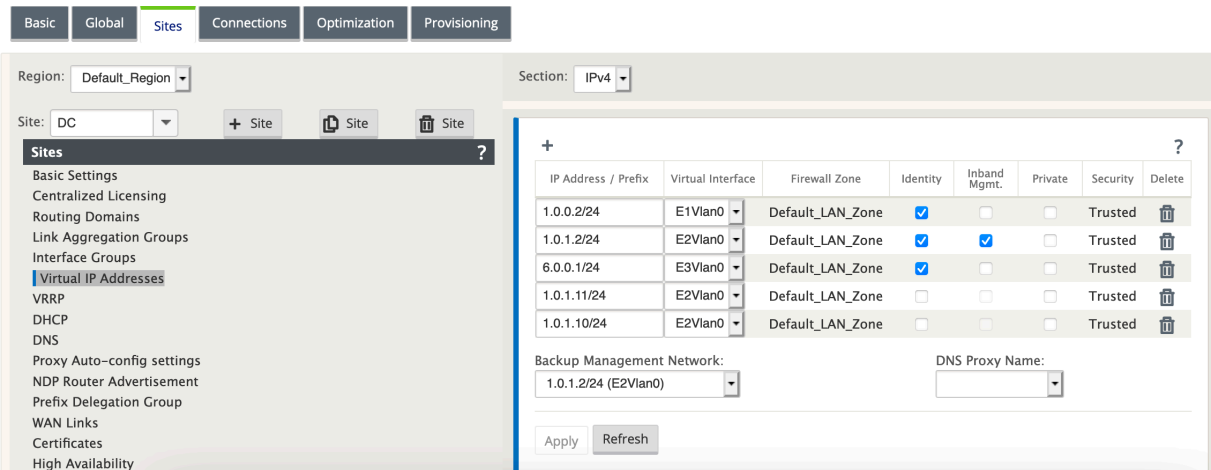 Basic Global Sites Connections Optimization Provisioning
Region: Default_Region
Site: DC + Site Site Site
Sites ?
Basic Settings
Centralized Licensing
Routing Domains
Link Aggregation Groups
Interface Groups
Virtual IP Addresses
VRRP
DHCP
DNS
Proxy Auto-config settings
NDP Router Advertisement
Prefix Delegation Group
WAN Links
Certificates
High Availability
Section: IPv4
+ ?
IP Address / Prefix Virtual Interface Firewall Zone Identity Inband Mgmt. Private Security Delete
1.0.0.2/24 E1Vlan0 Default_LAN_Zone Trusted
1.0.1.2/24 E2Vlan0 Default_LAN_Zone Trusted
6.0.0.1/24 E3Vlan0 Default_LAN_Zone Trusted
1.0.1.11/24 E2Vlan0 Default_LAN_Zone Trusted
1.0.1.10/24 E2Vlan0 Default_LAN_Zone Trusted
Backup Management Network: DNS Proxy Name:
1.0.1.2/24 (E2Vlan0)
Apply Refresh